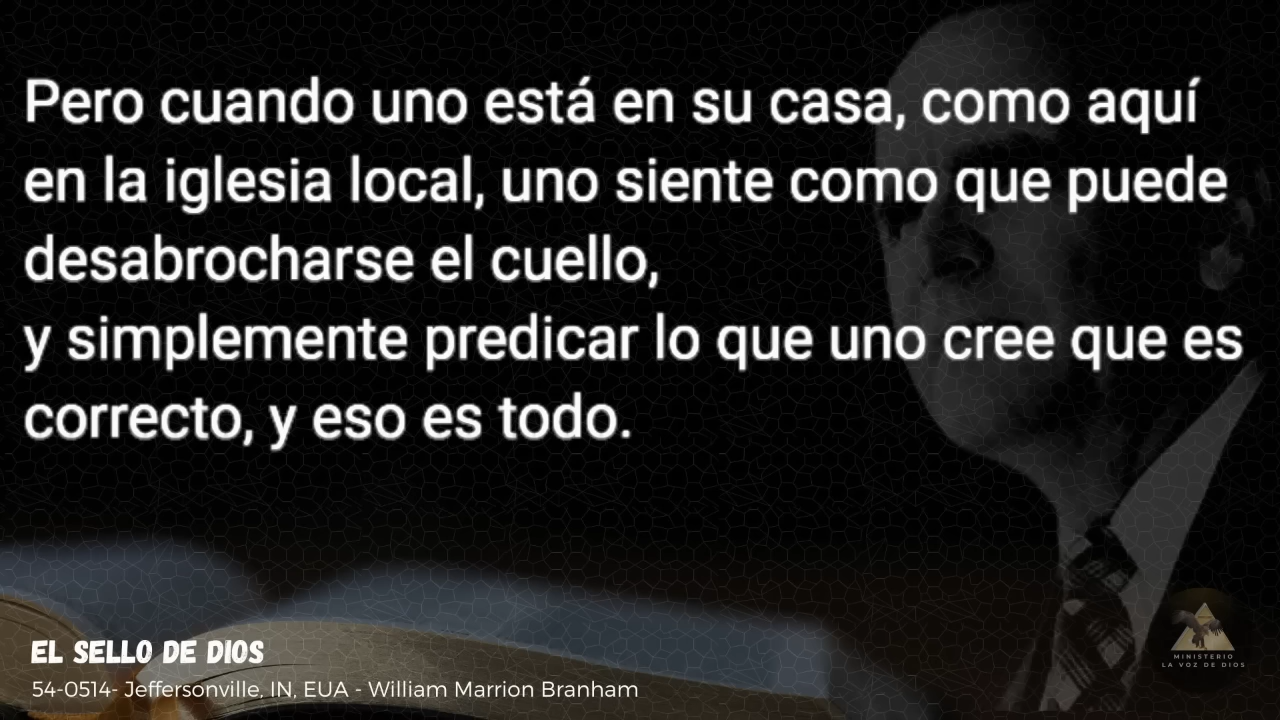 Pero cuando uno está en su casa, como aquí
en la iglesia local, uno siente como que puede
desabrocharse el cuello,
y simplemente predicar lo que uno cree que es
correcto, y eso es todo.
EL SELLO DE DIOS
54-0514- Jeffersonville, IN, EUA - William Marrion Branham
MINISTERIO
LA VOZ DE DIOS